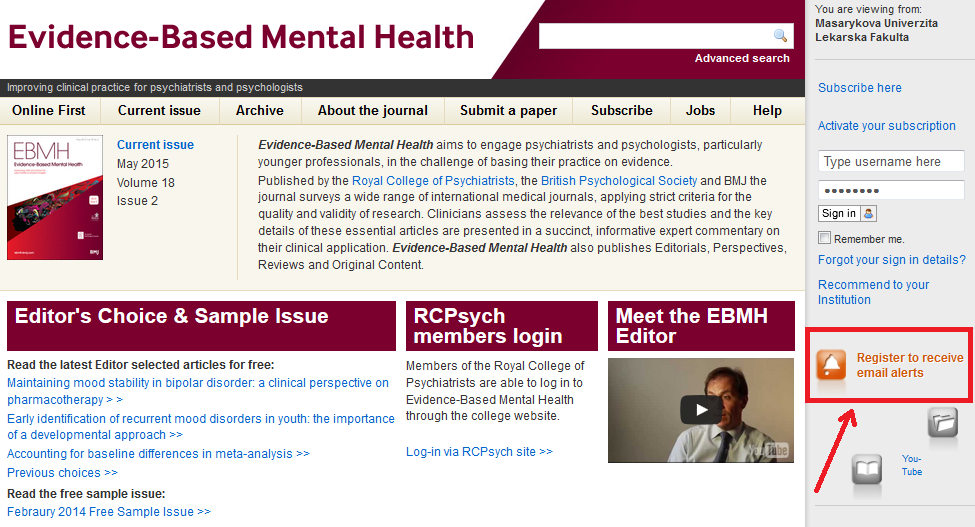 Evidence-Based Mental Health
Advanced search
Improving clinical practice for psychiatrists and psychologists
Online First
Current issue
Archive
About the journal
Submit a paper
Subscribe
Jobs
Help
EBMH
Current issue
May 2015
Volume 18
Issue 2
Evidence-Based Mental Health aims to engage psychiatrists and psychologists, particularly
younger professionals, in the challenge of basing their practice on evidence.
Published by the Royal College of Psychiatrists, the British Psychological Society and BMJ the
journal surveys a wide range of international medical journals, applying strict criteria for the
quality and validity of research. Clinicians assess the relevance of the best studies and the key
details of these essential articles are presented in a succinct, informative expert commentary on
their clinical application. Evidence-Based Mental Health also publishes Editorials, Perspectives,
Reviews and Original Content.
Editor's Choice & Sample Issue
Read the latest Editor selected articles for free:
Maintaining mood stability in bipolar disorder: a clinical perspective on
pharmacotherapy > >
Early identification of recurrent mood disorders in youth: the importance
of a developmental approach >>
Accounting for baseline differences in meta-analysis >>
Previous choices >>
Read the free sample issue:
Febraury 2014 Free Sample Issue >>
RCPsych
members login
Members of the Royal College of
Psychiatrists are able to log in to
Evidence-Based Mental Health
through the college website.
Log-in via RCPsych site >>
Meet the EBMH
Editor
YouTube
You are viewing from:
Masarykova Univerzita
Lekarska Fakulta
Subscribe here
Activate your subscription
Type username here
••••••••
Sign in
Remember me.
Forgot your sign in details?
Recommend to your
Institution
Register to receive
email alerts
You-
Tube